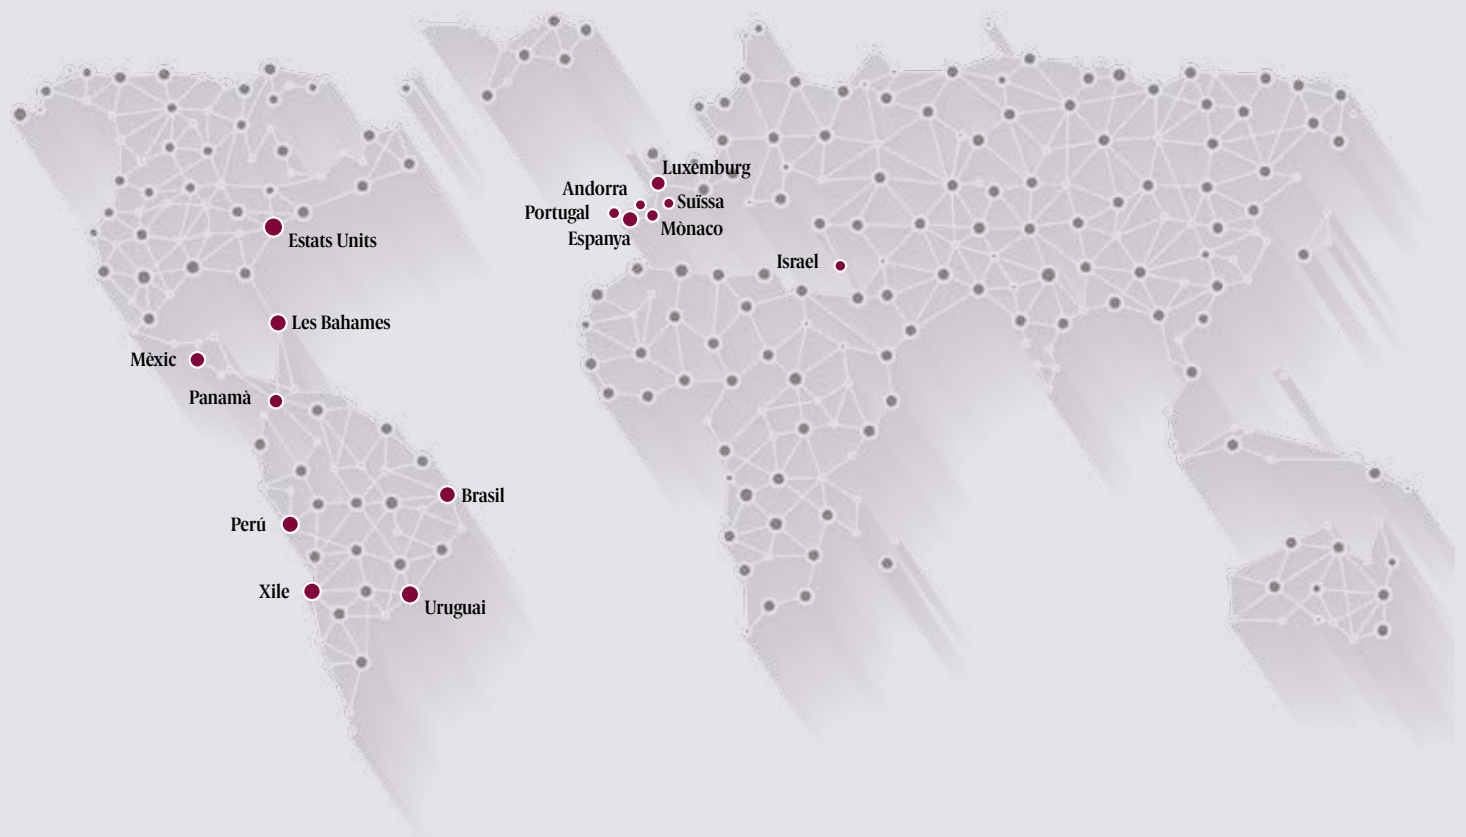 Luxemburg
Andorra
Suïssa
Portugal
Mònaco
Espanya
Estats Units
Israel
Les Bahames
Mèxic
Panamà
Brasil
Perú
Xile
Uruguai